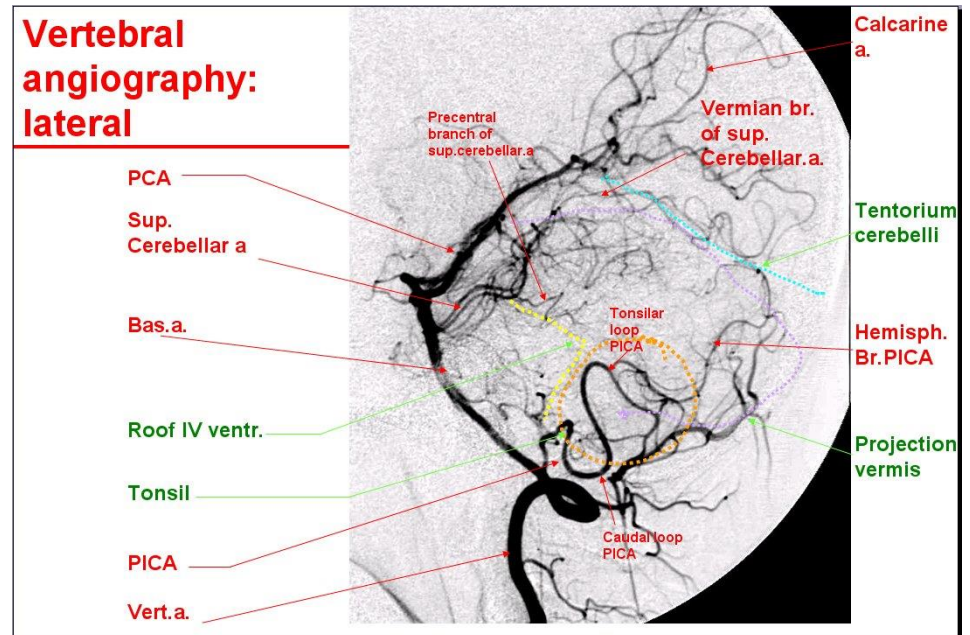 Vertebral
angiography:
lateral
PCA
Sup.
Cerebellar a
Bas.a.
Roof IV ventr.
Tonsil
PICA
Vert.a.
Precentral
branch of
sup.cerebellar.a
Vermian br.
of sup.
Cerebellar.a.
Tonsilar
loop
PICA
Caudal loop
PICA
Calcarine
a.
Tentorium
cerebelli
Hemisph.
Br.PICA
Projection
vermis